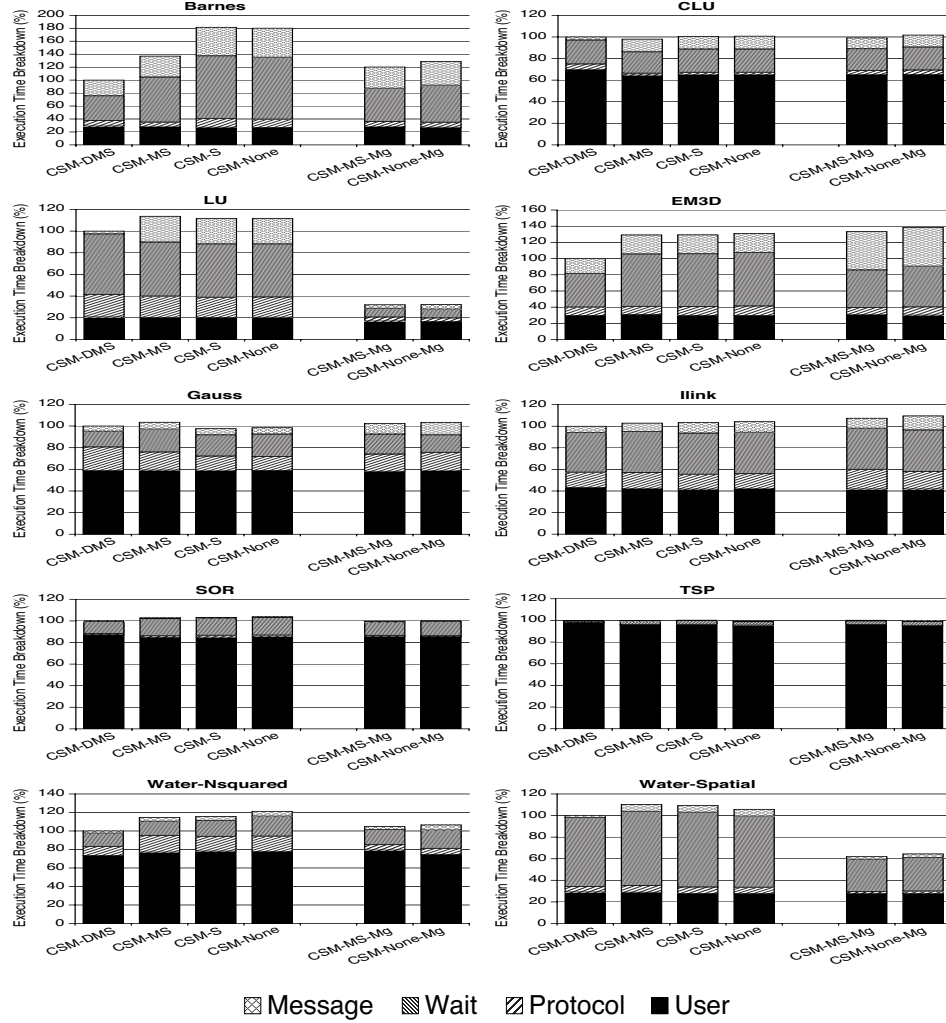 Barnes
Execution Time Breakdown (%)
200
180
160
140
120
100
80
60
40
20
0
CSM-DMS
CSM-MS
CSM-S
CSM-None
CSM-MS-Mg
CSM-None-Mg
CLU
Execution Time Breakdown (%)
120
100
80
60
40
20
0
CSM-DMS
CSM-MS
CSM-S
CSM-None
CSM-MS-Mg
CSM-None-Mg
LU
Execution Time Breakdown (%)
120
100
80
60
40
20
0
CSM-DMS
CSM-MS
CSM-S
CSM-None
CSM-MS-Mg
CSM-None-Mg
EM3D
Execution Time Breakdown (%)
160
140
120
100
80
60
40
20
0
CSM-DMS
CSM-MS
CSM-S
CSM-None
CSM-MS-Mg
CSM-None-Mg
Gauss
Execution Time Breakdown (%)
120
100
80
60
40
20
0
CSM-DMS
CSM-MS
CSM-S
CSM-None
CSM-MS-Mg
CSM-None-Mg
Ilink
Execution Time Breakdown (%)
120
100
80
60
40
20
0
CSM-DMS
CSM-MS
CSM-S
CSM-None
CSM-MS-Mg
CSM-None-Mg
SOR
Execution Time Breakdown (%)
120
100
80
60
40
20
0
CSM-DMS
CSM-MS
CSM-S
CSM-None
CSM-MS-Mg
CSM-None-Mg
TSP
Execution Time Breakdown (%)
120
100
80
60
40
20
0
CSM-DMS
CSM-MS
CSM-S
CSM-None
CSM-MS-Mg
CSM-None-Mg
Water-Nsquared
Execution Time Breakdown (%)
140
120
100
80
60
40
20
0
CSM-DMS
CSM-MS
CSM-S
CSM-None
CSM-MS-Mg
CSM-None-Mg
Water-Spatial
Execution Time Breakdown (%)
120
100
80
60
40
20
0
CSM-DMS
CSM-MS
CSM-S
CSM-None
CSM-MS-Mg
CSM-None-Mg
Message Wait Protocol User